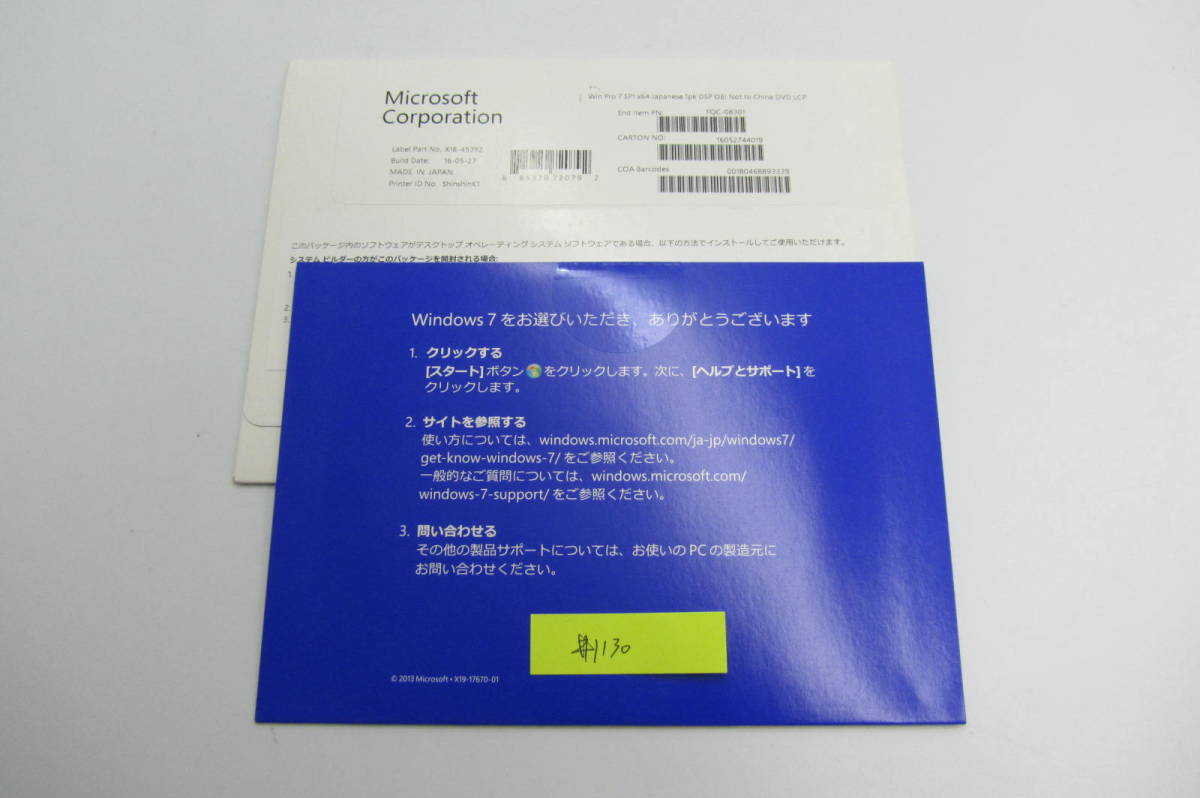 Microsoft
Corporation
Label Part No. X18-45392
Build Date: 16-05-27
MADE IN JAPAN
Printer ID No. ShinshinK1
8 85370 72079 2
Win Pro 7 SP1 x64 Japanese 1pk DSP OEI Not to China DVD LCP
End Item PN: FQC-08301
CARTON NO: 16052744019
COA Barcodes 00180468893339
このパッケージ内のソフトウェアがデスクトップ オペレーティング システム ソフトウェアである場合、以下の方法でインストールしてご使用いただけます。
システム ビルダーの方がこのパッケージを開封される場合:
1.
2.
3.
Windows 7 をお選びいただき、ありがとうございます
1. クリックする
[スタート] ボタン をクリックします。次に、[ヘルプとサポート] を
クリックします。
2. サイトを参照する
使い方については、windows.microsoft.com/ja-jp/windows7/
get-know-windows-7/ をご参照ください。
一般的なご質問については、windows.microsoft.com/
windows-7-support/ をご参照ください。
3. 問い合わせる
その他の製品サポートについては、お使いの PC の製造元に
お問い合わせください。
#1130
© 2013 Microsoft • X19-17670-01